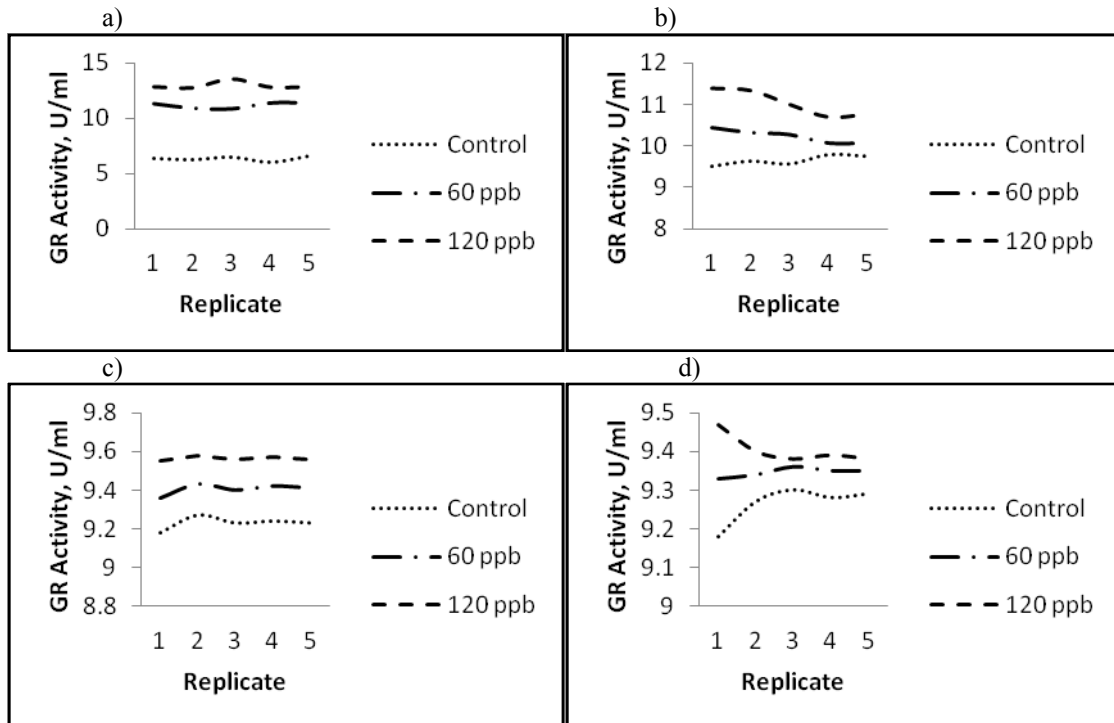 a)
GR Activity, U/ml
15
10
5
0
1 2 3 4 5
Replicate
Control
60 ppb
120 ppb
b)
GR Activity, U/ml
12
11
10
9
8
1 2 3 4 5
Replicate
Control
60 ppb
120 ppb
c)
GR Activity, U/ml
9.8
9.6
9.4
9.2
9
8.8
1 2 3 4 5
Replicate
Control
60 ppb
120 ppb
d)
GR Activity, U/ml
9.5
9.4
9.3
9.2
9.1
9
1 2 3 4 5
Replicate
Control
60 ppb
120 ppb